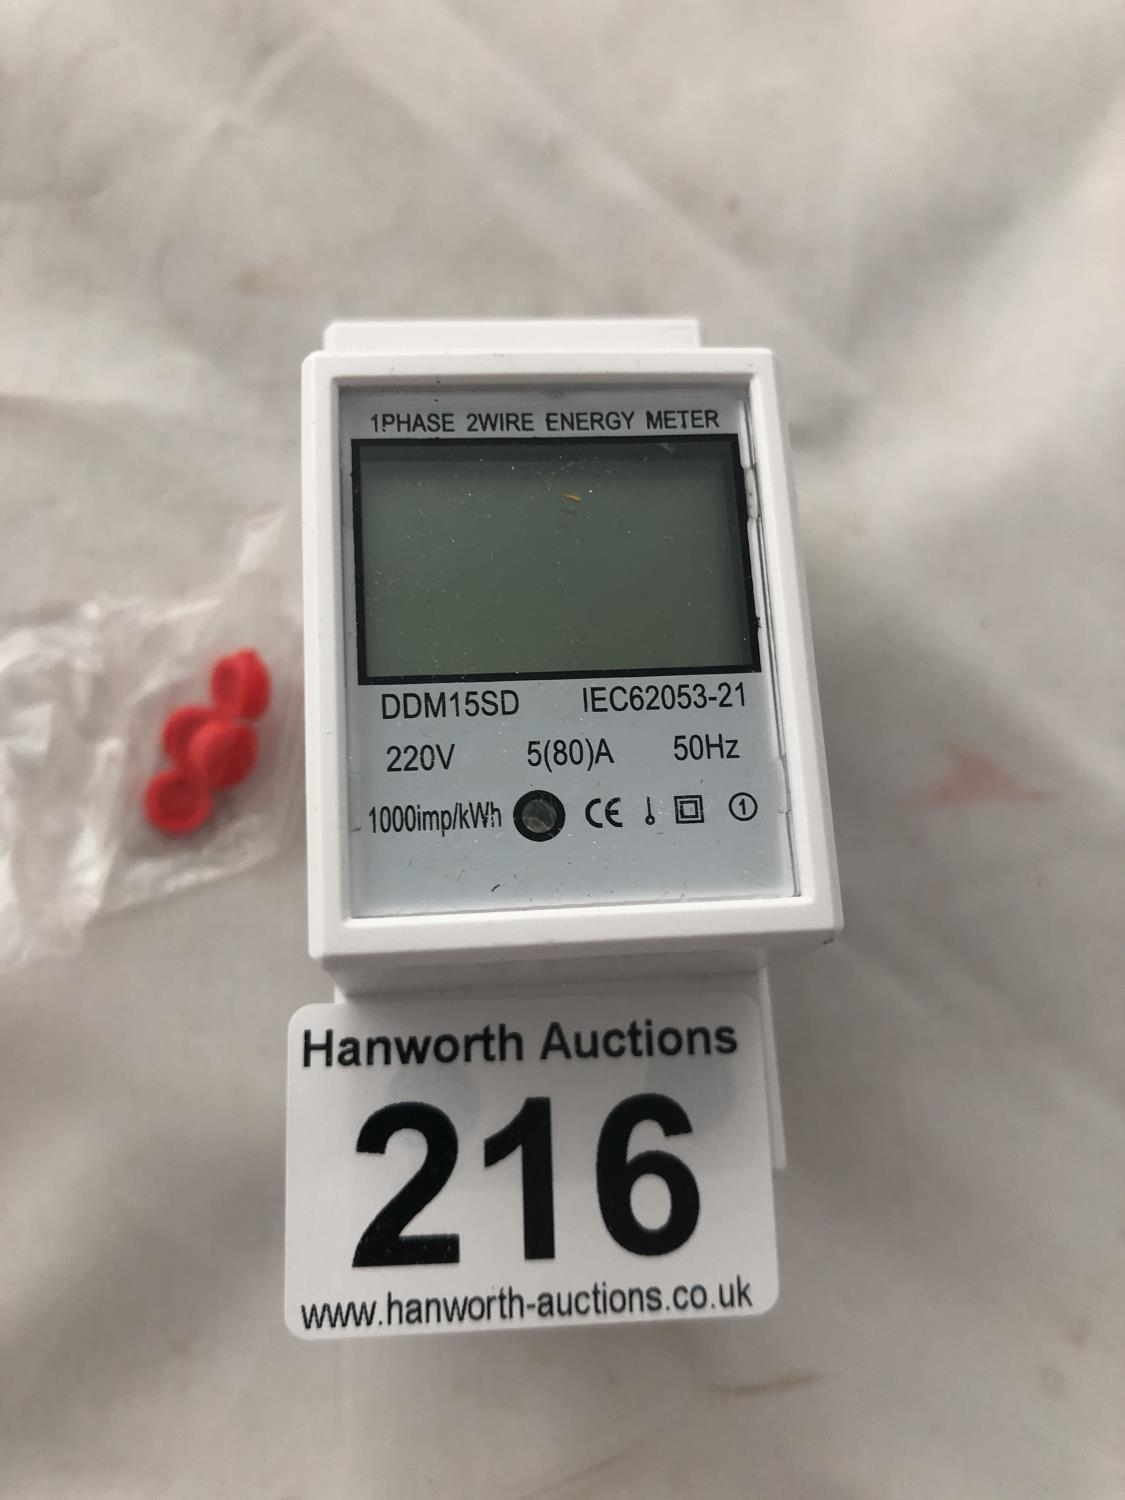 1PHASE 2WIRE ENERGY METER
DDM15SD IEC62053-21
220V 5(80)A 50Hz
1000imp/kWh CE 1
Hanworth Auctions
216
www.hanworth-auctions.co.uk